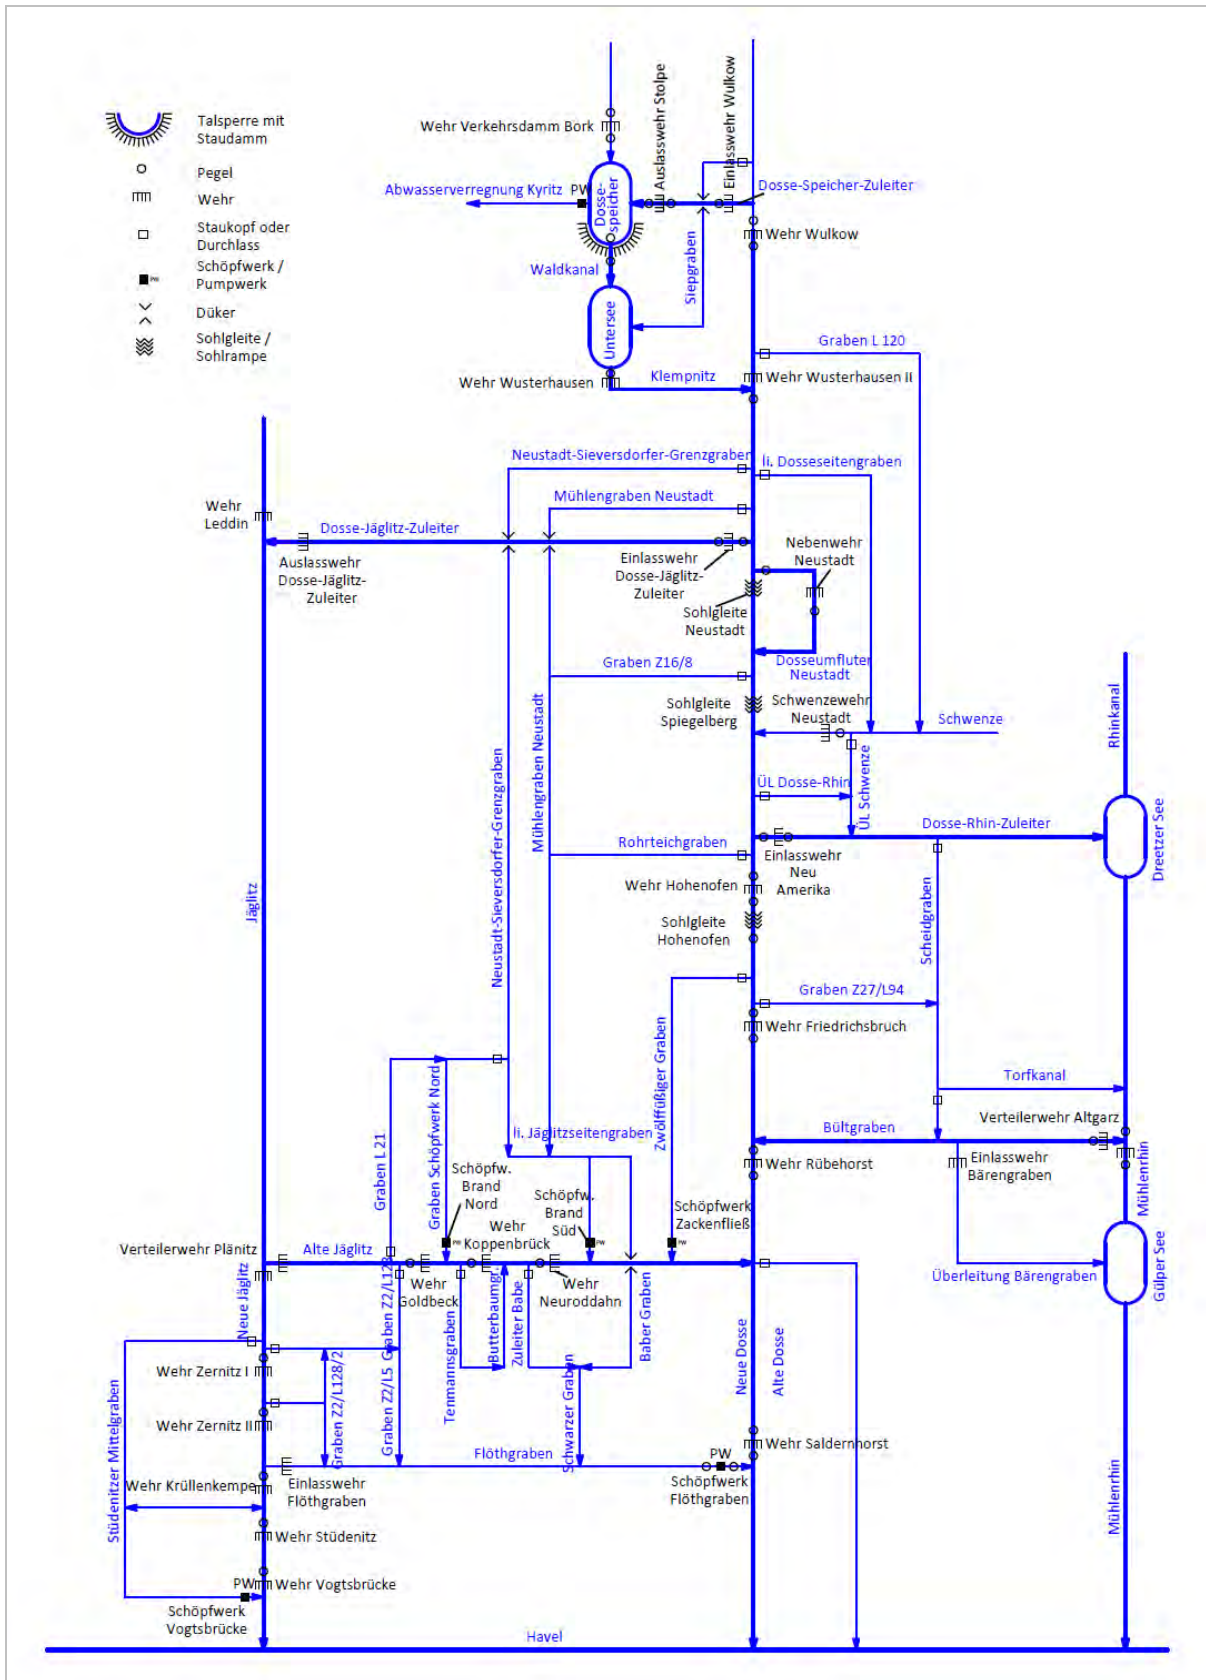 Talsperre mit
Staudamm
Pegel
Wehr
Staukopf oder
Durchlass
Schöpfwerk /
Pumpwerk
PW
Düker
Sohlgleite /
Sohlrampe
Wehr Verkehrsdamm Bork
Auslasswehr Stolpe
Einlasswehr Wulkow
Abwasserverregnung Kyritz
PW
Dosse-
speicher
Dosse-Speicher-Zuleiter
Wehr Wulkow
Waldkanal
Siepgraben
Untersee
Graben L 120
Wehr Wusterhausen
Klempnitz
Wehr Wusterhausen II
Neustadt-Sieversdorfer-Grenzgraben
li. Dosseseitengraben
Mühlengraben Neustadt
Wehr
Leddin
Dosse-Jäglitz-Zuleiter
Auslasswehr
Dosse-Jäglitz-
Zuleiter
Einlasswehr
Dosse-Jäglitz-
Zuleiter
Nebenwehr
Neustadt
Sohlgleite
Neustadt
Graben Z16/8
Dosseumfluter
Neustadt
Sohlgleite
Spiegelberg
Schwenzewehr
Neustadt
Schwenze
Rhinkanal
Neustadt-Sieversdorfer-Grenzgraben
Mühlengraben Neustadt
ÜL Dosse-Rhin
ÜL Schwenze
Dosse-Rhin-Zuleiter
Dreetzer See
Rohrteichgraben
Einlasswehr
Neu
Amerika
Wehr Hohenofen
Jäglitz
Sohlgleite
Hohenofen
Scheidgraben
Zwölffüßiger Graben
Graben Z27/L94
Wehr Friedrichsbruch
Torfkanal
Graben L 21
Graben Schöpfwerk Nord
li. Jäglitzseitengraben
Bültgraben
Verteilerwehr Altgarz
Wehr Rübehorst
Einlasswehr
Bärengraben
Mühlenrhin
Schöpfw.
Brand
Nord
Schöpfw.
Brand
Süd
Schöpfwerk
Zackenfließ
Verteilerwehr Plänitz
Alte Jäglitz
Wehr
Koppenbrück
PW
PW
PW
Überleitung Bärengraben
Gülper See
Neue Jäglitz
Graben Z2/L128
Wehr
Goldbeck
Wehr
Neuroddahn
Tenmannsgraben
Butterbaumgr.
Zuleiter Babe
Baber Graben
Neue Dosse
Alte Dosse
Wehr Zernitz I
Graben Z2/L128/2
Graben Z2/L5
Schwarzer Graben
Wehr Zernitz II
Stüdenitzer Mittelgraben
Flöthgraben
PW
Wehr Saldernhorst
Wehr Krüllenkempe
Einlasswehr
Flöthgraben
Schöpfwerk
Flöthgraben
Mühlenrhin
Wehr Stüdenitz
PW
Wehr Vogtsbrücke
Schöpfwerk
Vogtsbrücke
Havel